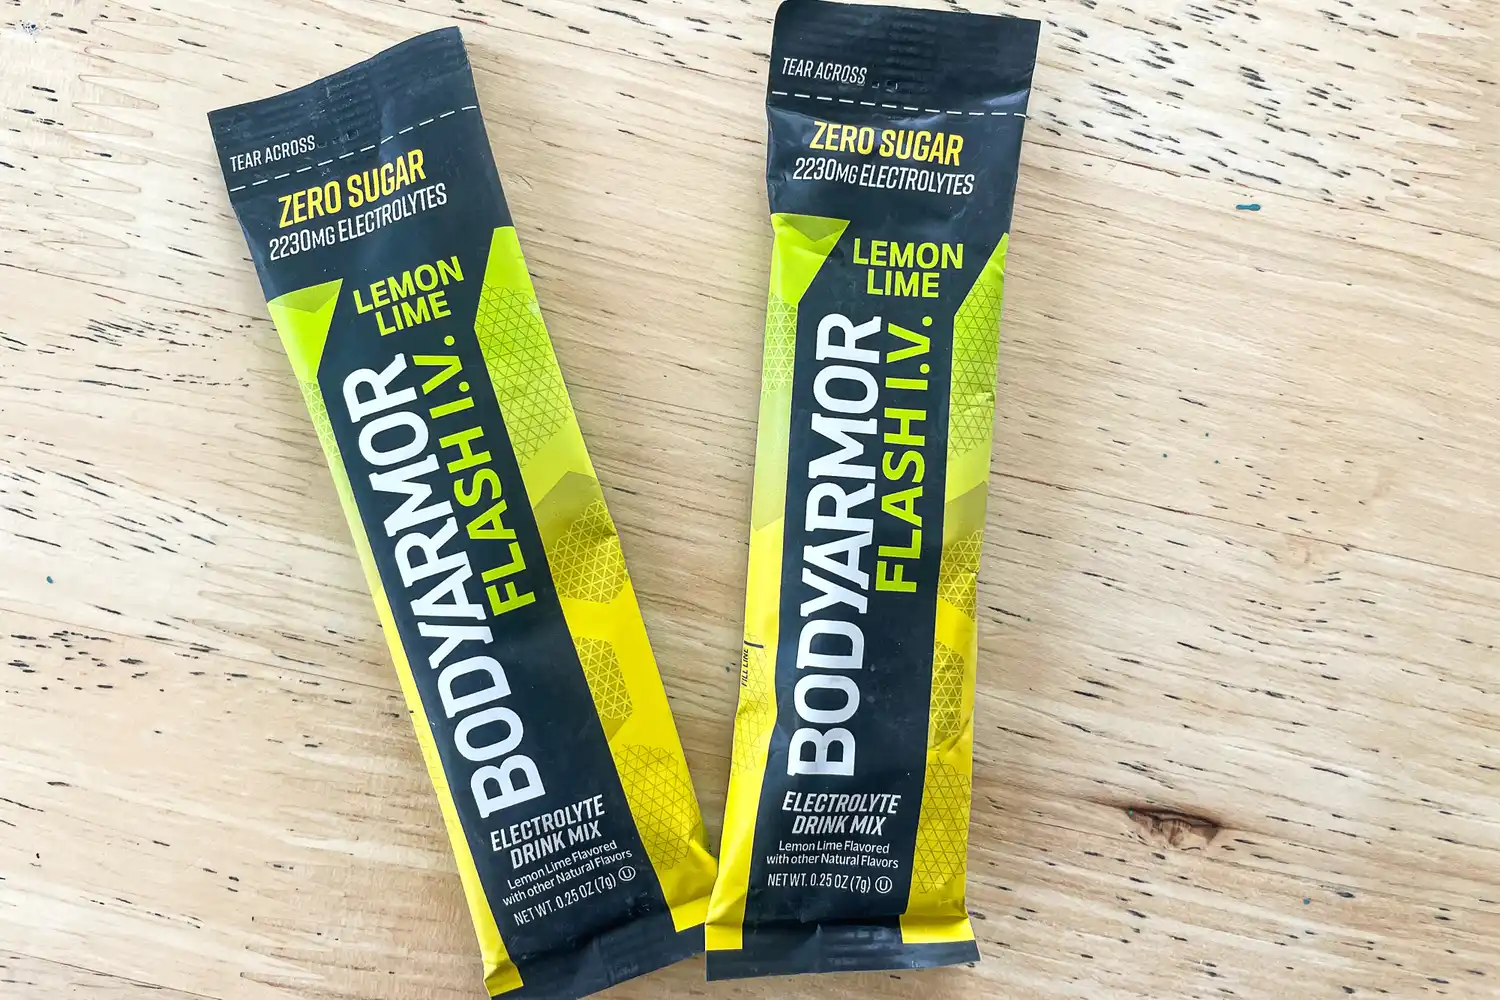 TEAR ACROSS
ZERO SUGAR
2230MG ELECTROLYTES
LEMON
LIME
BODYARMOR
FLASH I.V.
ELECTROLYTE
DRINK MIX
Lemon Lime Flavored
with other Natural Flavors
NET WT. 0.25 OZ (7g) U
TEAR ACROSS
ZERO SUGAR
2230MG ELECTROLYTES
LEMON
LIME
BODYARMOR
FLASH I.V.
FILL LINE
ELECTROLYTE
DRINK MIX
Lemon Lime Flavored
with other Natural Flavors
NET WT. 0.25 OZ (7g) U